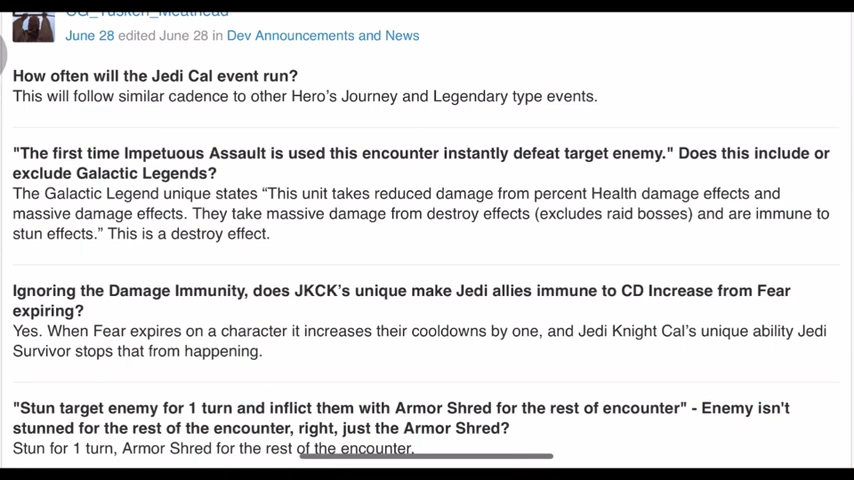 CG_Tusken_Meathead
June 28 edited June 28 in Dev Announcements and News
How often will the Jedi Cal event run?
This will follow similar cadence to other Hero's Journey and Legendary type events.
"The first time Impetuous Assault is used this encounter instantly defeat target enemy." Does this include or
exclude Galactic Legends?
The Galactic Legend unique states “This unit takes reduced damage from percent Health damage effects and
massive damage effects. They take massive damage from destroy effects (excludes raid bosses) and are immune to
stun effects.” This is a destroy effect.
Ignoring the Damage Immunity, does JKCK’s unique make Jedi allies immune to CD Increase from Fear
expiring?
Yes. When Fear expires on a character it increases their cooldowns by one, and Jedi Knight Cal’s unique ability Jedi
Survivor stops that from happening.
"Stun target enemy for 1 turn and inflict them with Armor Shred for the rest of encounter" - Enemy isn't
stunned for the rest of the encounter, right, just the Armor Shred?
Stun for 1 turn, Armor Shred for the rest of the encounter.